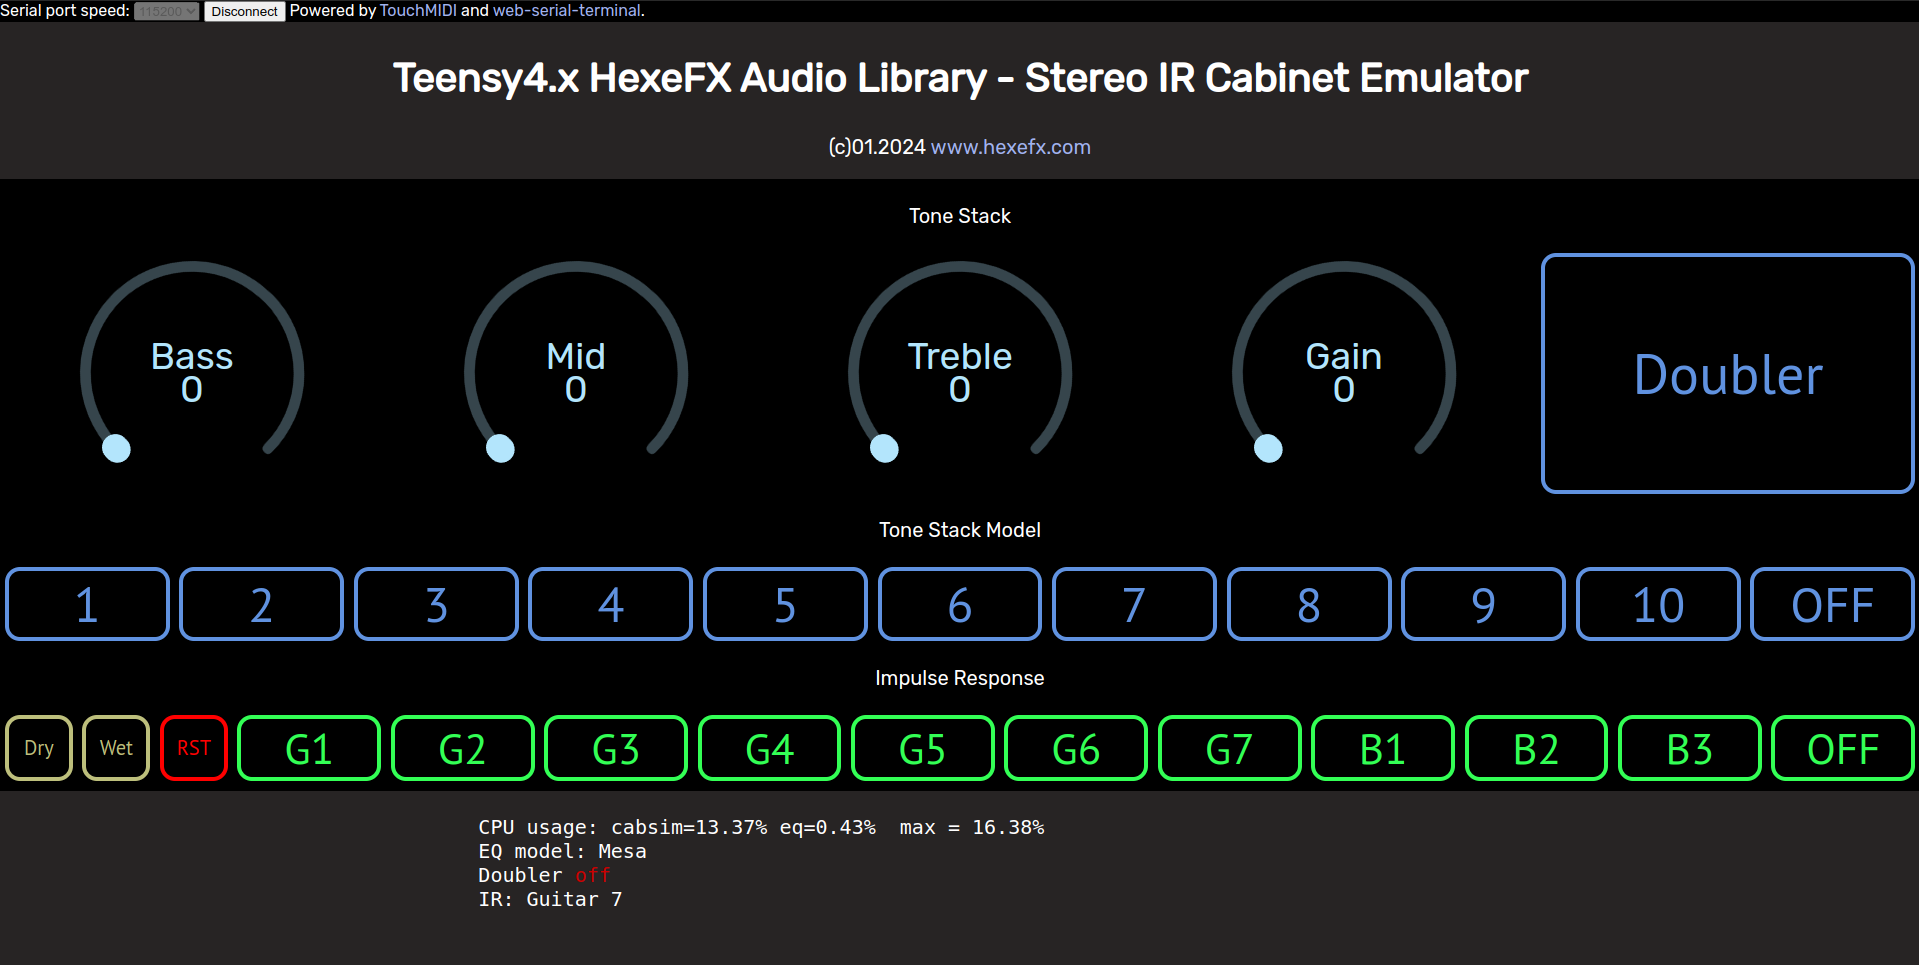 Serial port speed: 115200 Disconnect Powered by TouchMIDI and web-serial-terminal.
Teensy4.x HexeFX Audio Library - Stereo IR Cabinet Emulator
(c)01.2024 www.hexefx.com
Tone Stack
Bass
0
Mid
0
Treble
0
Gain
0
Doubler
Tone Stack Model
1 2 3 4 5 6 7 8 9 10 OFF
Impulse Response
Dry Wet RST G1 G2 G3 G4 G5 G6 G7 B1 B2 B3 OFF
CPU usage: cabsim=13.37% eq=0.43%  max = 16.38%
EQ model: Mesa
Doubler off
IR: Guitar 7